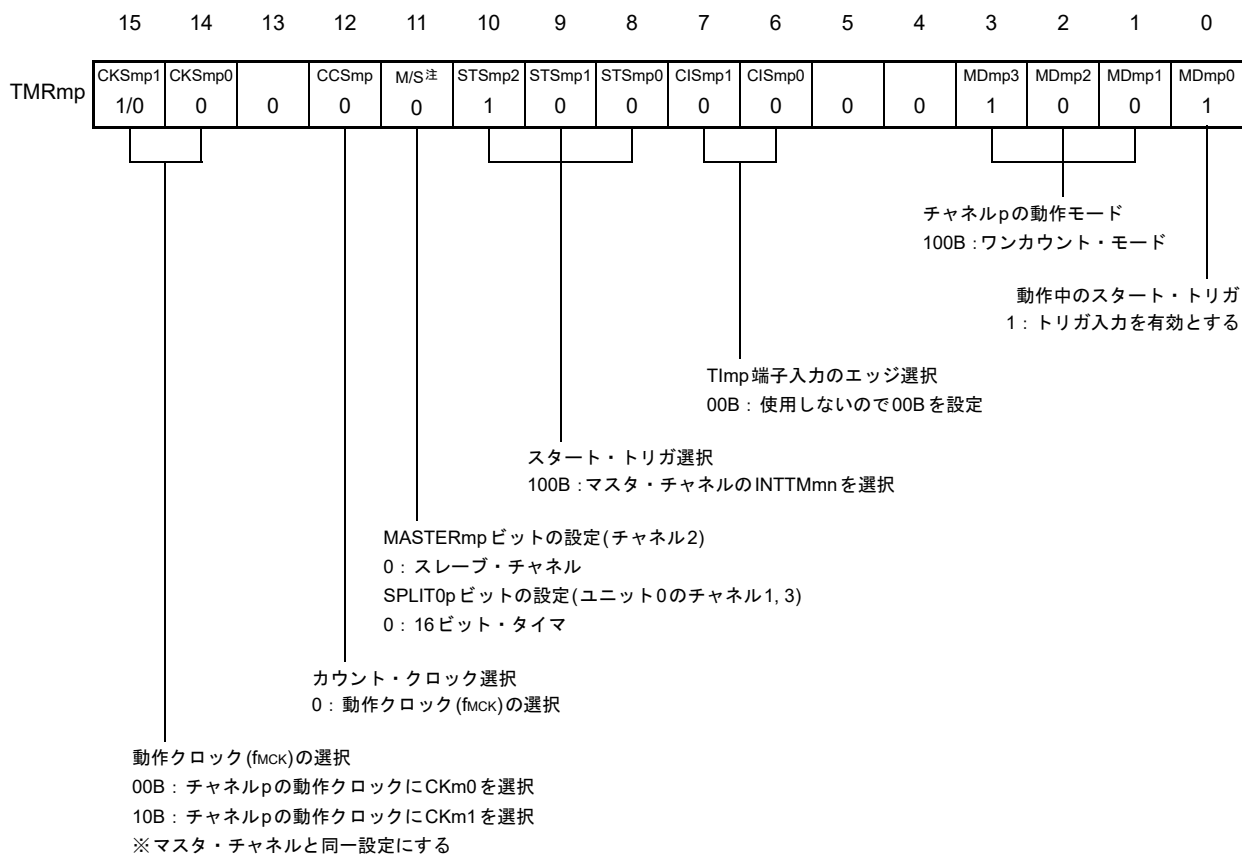 15 14 13 12 11 10 9 8 7 6 5 4 3 2 1 0
TMRmp
CKSmp1 CKSmp0 CCSmp M/S注 STSmp2 STSmp1 STSmp0 CISmp1 CISmp0 MDmp3 MDmp2 MDmp1 MDmp0
1/0 0 0 0 0 1 0 0 0 0 0 0 1 0 0 1
チャネルpの動作モード
100B：ワンカウント・モード
動作中のスタート・トリガ
1：トリガ入力を有効とする
TImp端子入力のエッジ選択
00B：使用しないので00Bを設定
スタート・トリガ選択
100B：マスタ・チャネルのINTTMmnを選択
MASTERmpビットの設定(チャネル2)
0：スレーブ・チャネル
SPLIT0pビットの設定(ユニット0のチャネル1, 3)
0：16ビット・タイマ
カウント・クロック選択
0：動作クロック(fMCK)の選択
動作クロック(fMCK)の選択
00B：チャネルpの動作クロックにCKm0を選択
10B：チャネルpの動作クロックにCKm1を選択
※マスタ・チャネルと同一設定にする